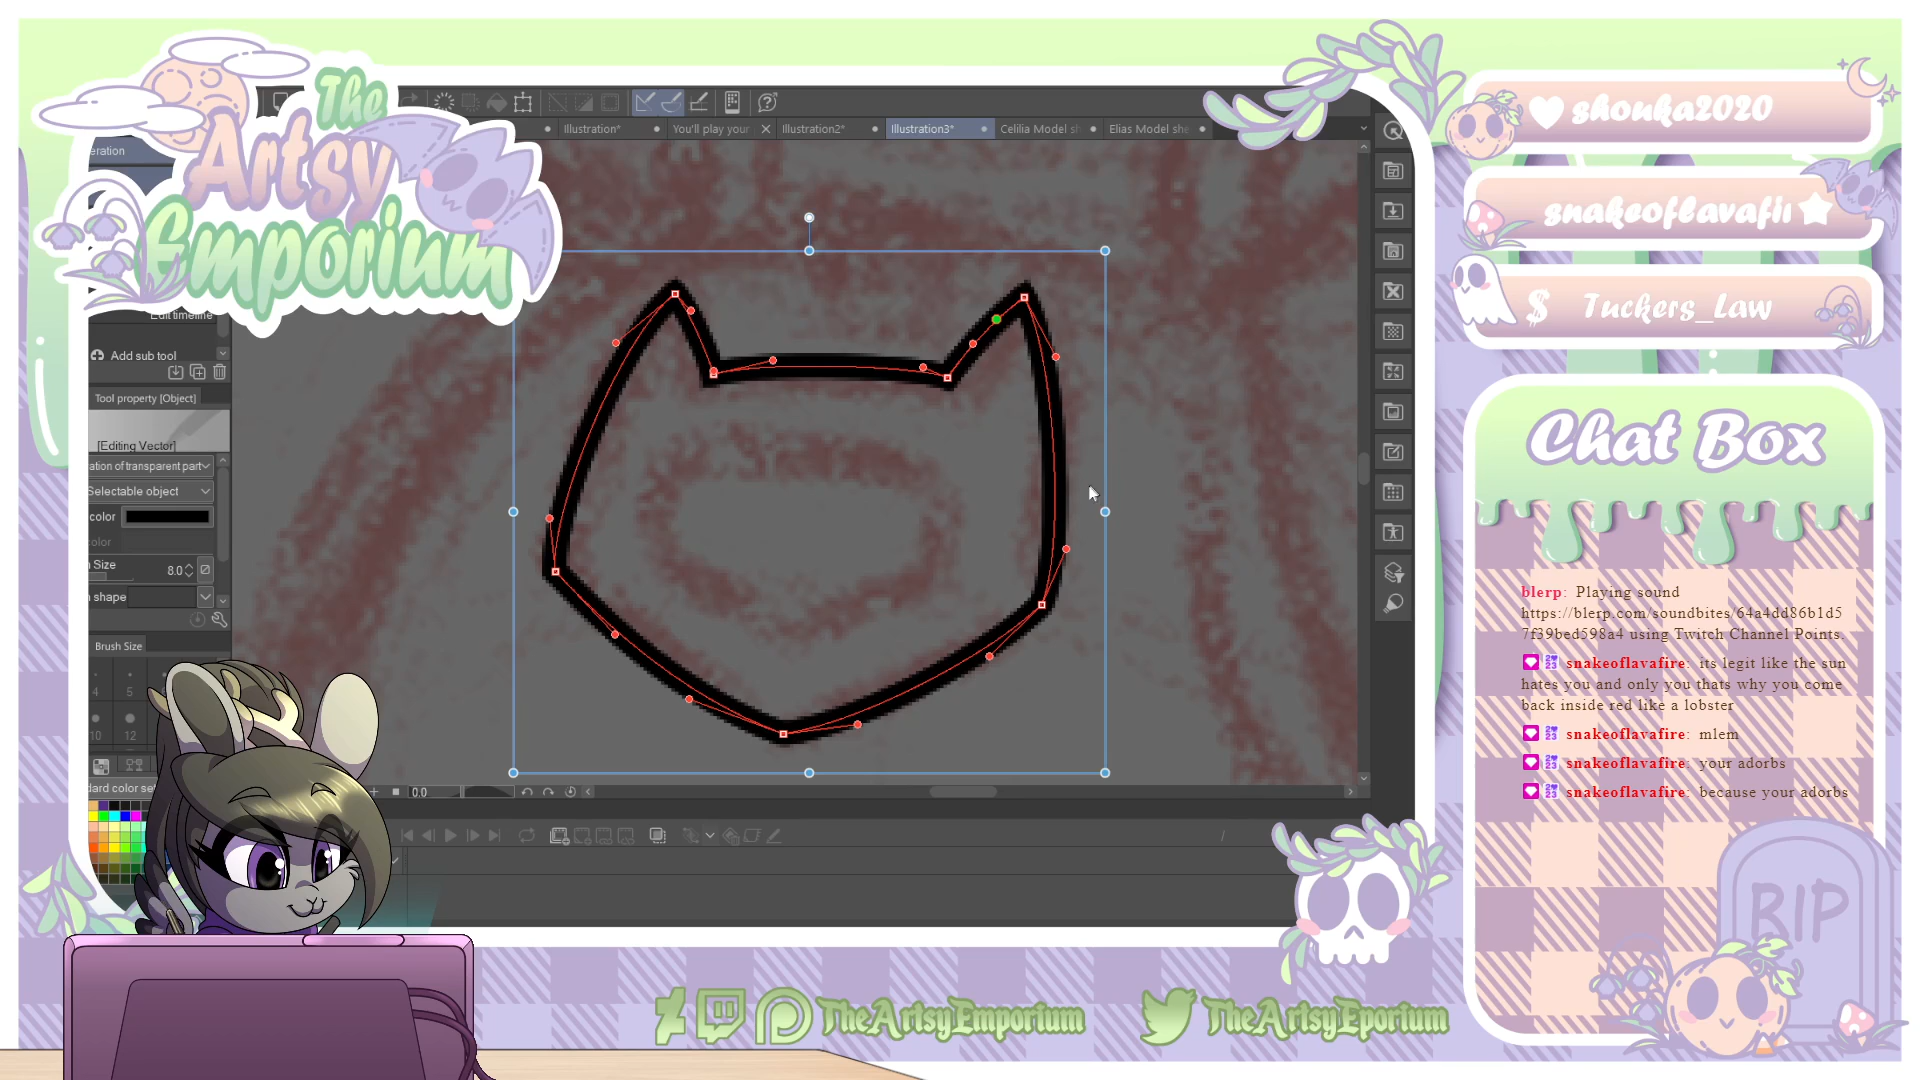 The
Artsy
Emporium
eration
Illustration*
You'll play your
Illustration2*
Illustration3*
Celilia Model sh
Elias Model she
Edit timeline
Add sub tool
Tool property [Object]
[Editing Vector]
ation of transparent part
Selectable object
color
color
Size 8.0
shape
Brush Size
4 5
10 12
dard color se
0.0
shouka2020
snakeoflavafi
$ Tuckers_Law
Chat Box
blerp: Playing sound
https://blerp.com/soundbites/64a4dd86b1d5
7f39bed598a4 using Twitch Channel Points.
snakeoflavafire: its legit like the sun
hates you and only you thats why you come
back inside red like a lobster
snakeoflavafire: mlem
snakeoflavafire: your adorbs
snakeoflavafire: because your adorbs
RIP
TheArtsyEmporium
TheArtsyEporium